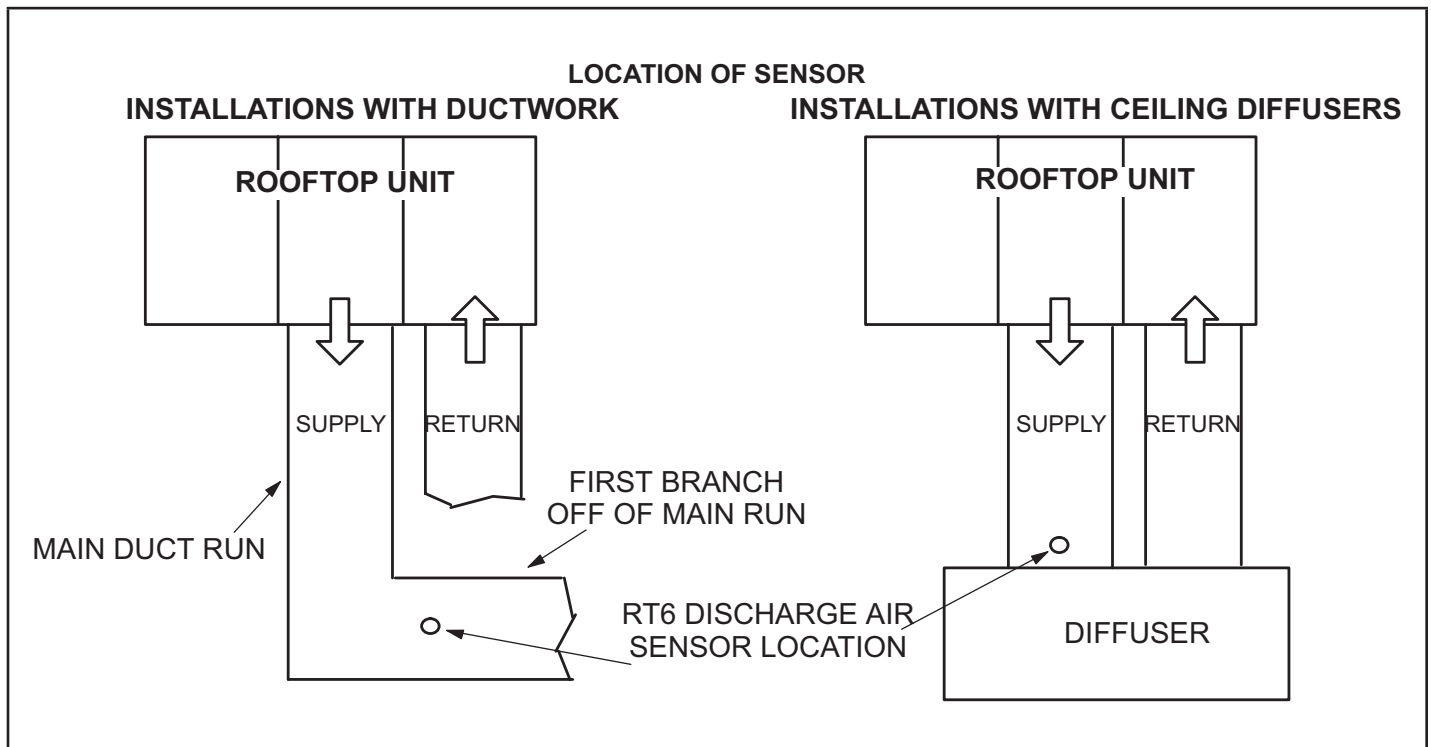 LOCATION OF SENSOR
INSTALLATIONS WITH DUCTWORK
INSTALLATIONS WITH CEILING DIFFUSERS
ROOFTOP UNIT
ROOFTOP UNIT
SUPPLY
RETURN
SUPPLY
RETURN
FIRST BRANCH
OFF OF MAIN RUN
MAIN DUCT RUN
RT6 DISCHARGE AIR
SENSOR LOCATION
DIFFUSER